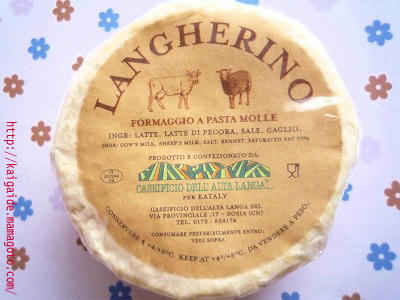 LANGHERINO
FORMAGGIO A PASTA MOLLE
INGR: LATTE, LATTE DI PECORA, SALE, CAGLIO.
INGR: COW'S MILK, SHEEP'S MILK, SALT, RENNET, SATURATED FAT
PRODOTTO E CONFEZIONATO DA:
CASEIFICIO DELL'ALTA LANGA
PER EATALY
CASEIFICIO DELL'ALTA LANGA SRL
VIA PROVINCIALE ,17 - BOSIA (CN)
TEL. 0173 / 854174
CONSUMARE PREFERIBILMENTE ENTRO:
VEDI SOPRA
CONSERVARE A +4/+8°C. KEEP AT +4°/+8°C. DA VENDERE A PESO.
http://kaigaide.mamagoto.com/